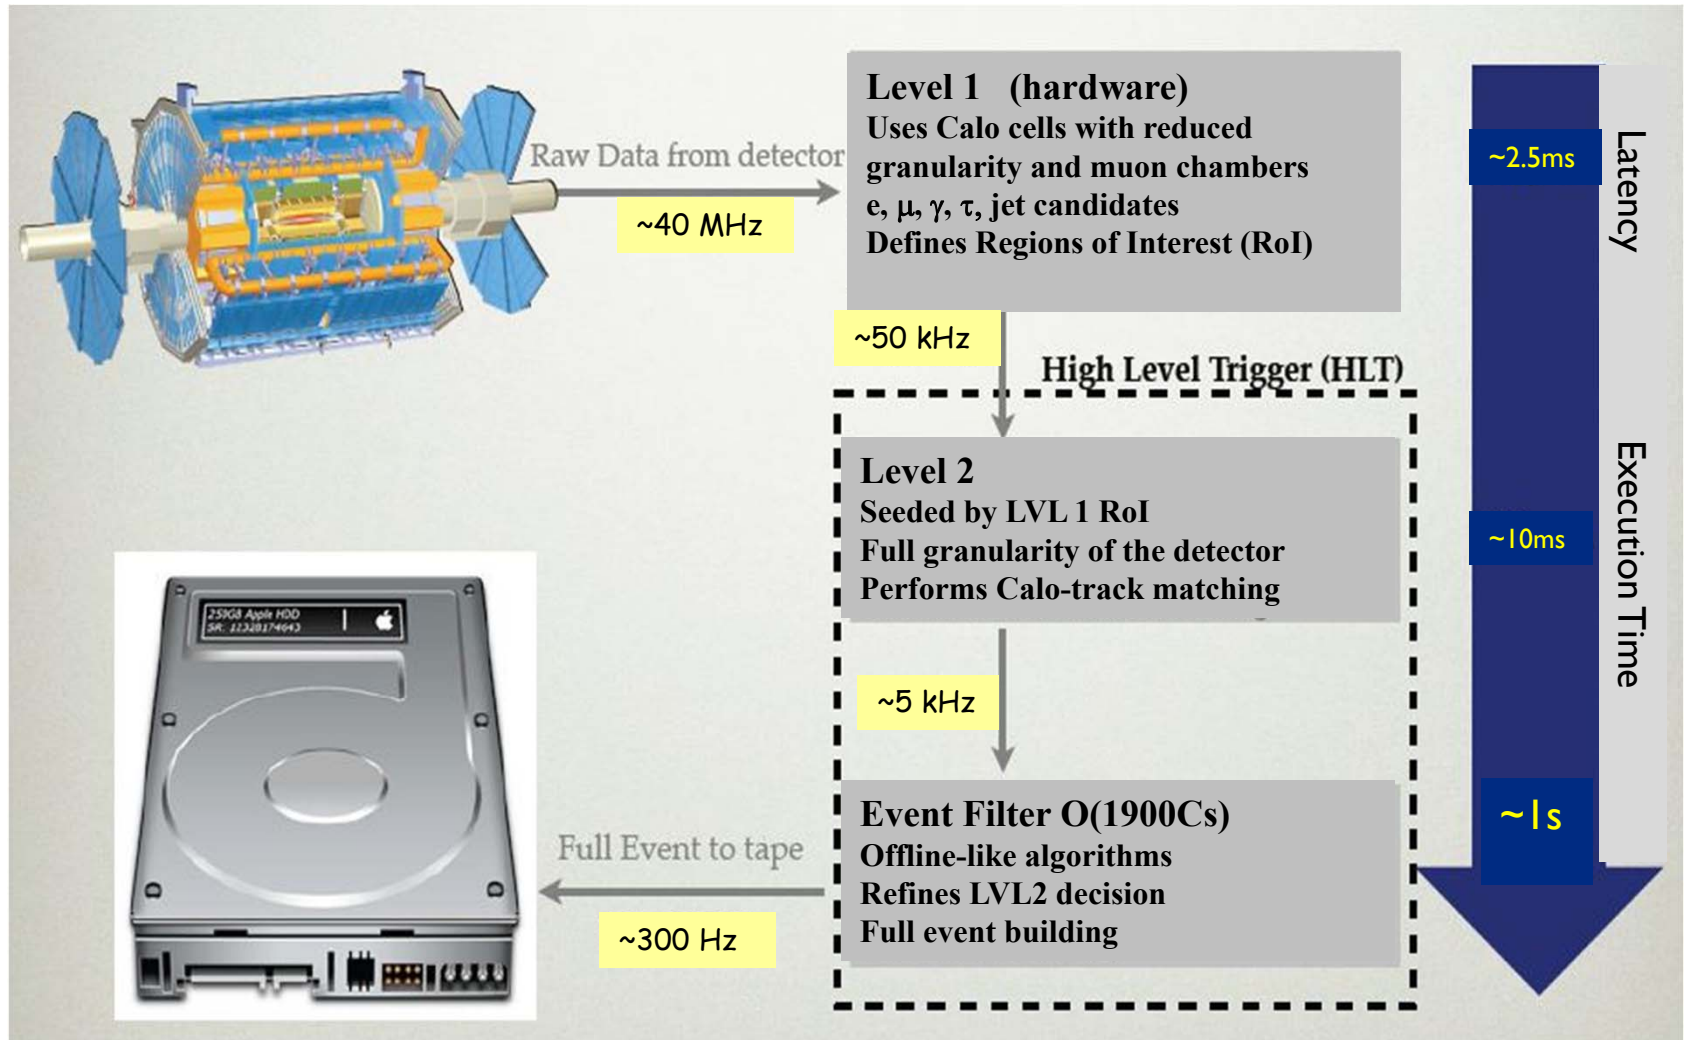 Raw Data from detector
~40 MHz
Level 1 (hardware)
Uses Calo cells with reduced
granularity and muon chambers
e, μ, γ, τ, jet candidates
Defines Regions of Interest (RoI)
~2.5ms
Latency
~50 kHz
High Level Trigger (HLT)
Level 2
Seeded by LVL 1 RoI
Full granularity of the detector
Performs Calo-track matching
~10ms
Execution Time
~5 kHz
Event Filter O(1900Cs)
Offline-like algorithms
Refines LVL2 decision
Full event building
~1s
Full Event to tape
~300 Hz
250GB Apple HDD